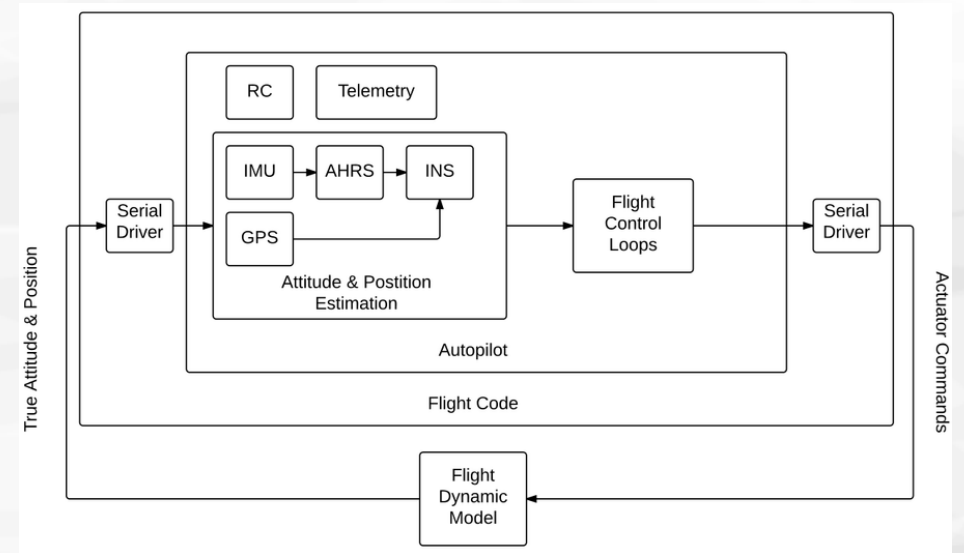 RC
Telemetry
IMU
AHRS
INS
GPS
Attitude & Postition
Estimation
Serial
Driver
Flight
Control
Loops
Serial
Driver
Autopilot
Flight Code
True Attitude & Position
Actuator Commands
Flight
Dynamic
Model